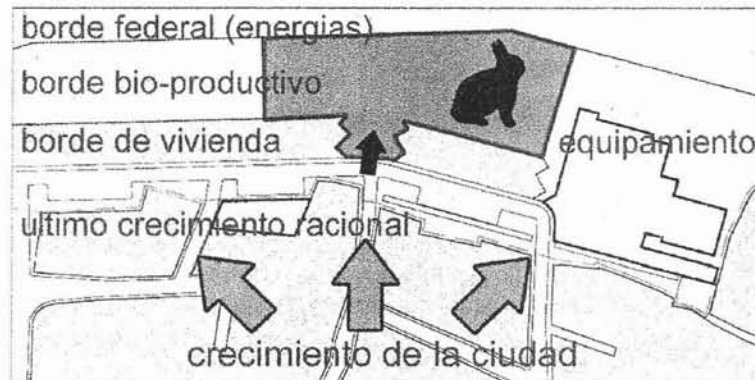 borde federal (energias)
borde bio-productivo
borde de vivienda
equipamiento
ultimo crecimiento racional
crecimiento de la ciudad